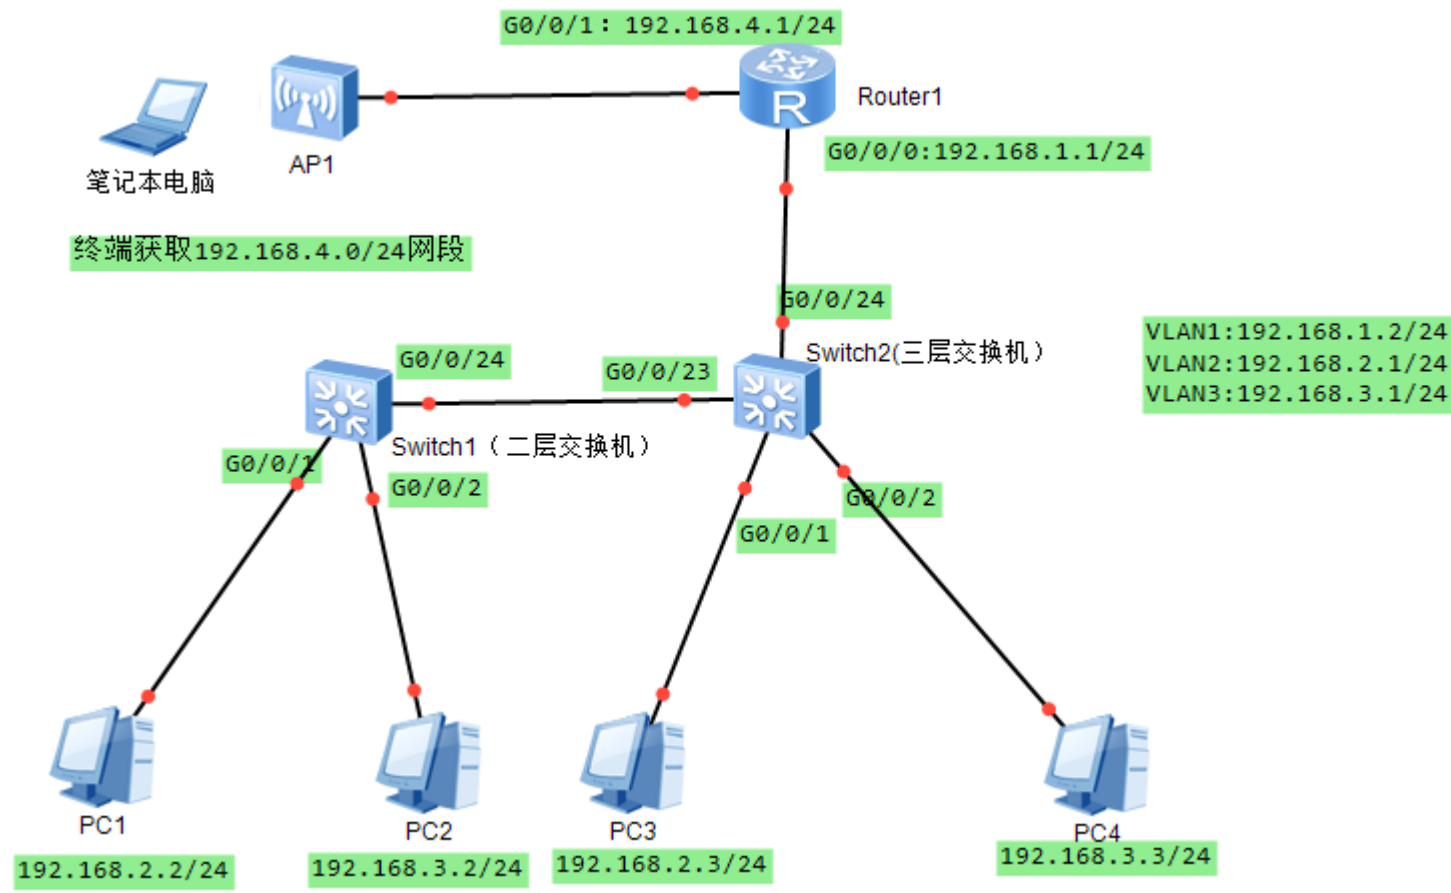 G0/0/1：192.168.4.1/24
Router1
AP1
G0/0/0:192.168.1.1/24
笔记本电脑
终端获取192.168.4.0/24网段
G0/0/24
VLAN1:192.168.1.2/24
VLAN2:192.168.2.1/24
VLAN3:192.168.3.1/24
Switch2(三层交换机）
G0/0/24
G0/0/23
Switch1（二层交换机）
G0/0/1
G0/0/2
G0/0/2
G0/0/1
R
PC1
PC2
PC3
PC4
192.168.2.2/24
192.168.3.2/24
192.168.2.3/24
192.168.3.3/24